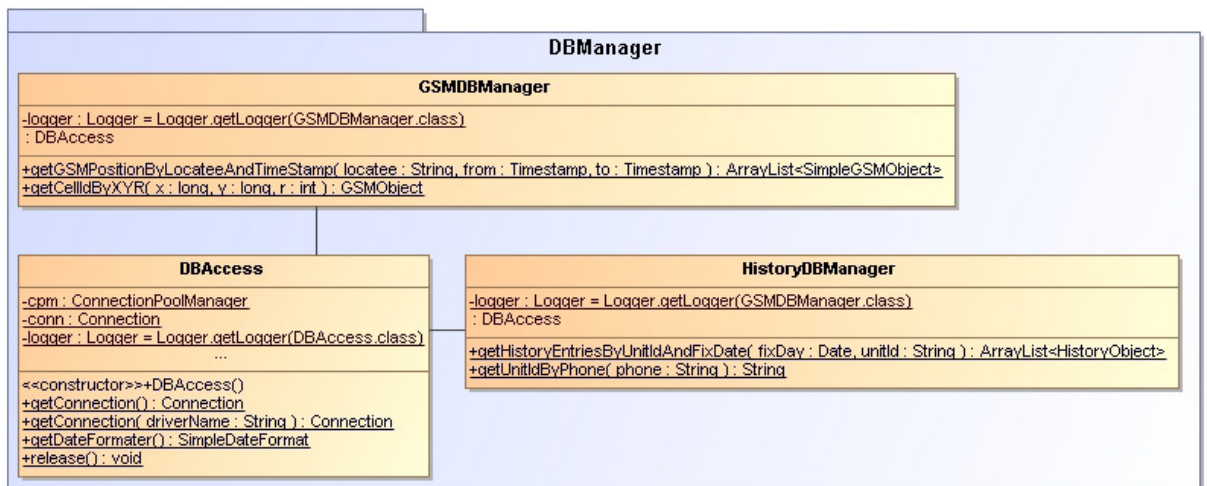 DBManager
GSMDBManager
-logger : Logger = Logger.getLogger(GSMDBManager.class)
: DBAccess
+getGSMPositionByLocateeAndTimeStamp( locatee : String, from : Timestamp, to : Timestamp ) : ArrayList<SimpleGSMObject>
+getCellIdByXYR( x : long, y : long, r : int ) : GSMObject
DBAccess
-cpm : ConnectionPoolManager
-conn : Connection
-logger : Logger = Logger.getLogger(DBAccess.class)
...
<<constructor>>+DBAccess()
+getConnection() : Connection
+getConnection( driverName : String ) : Connection
+getDateFormater() : SimpleDateFormat
+release() : void
HistoryDBManager
-logger : Logger = Logger.getLogger(GSMDBManager.class)
: DBAccess
+getHistoryEntriesByUnitIdAndFixDate( fixDay : Date, unitId : String ) : ArrayList<HistoryObject>
+getUnitIdByPhone( phone : String ) : String